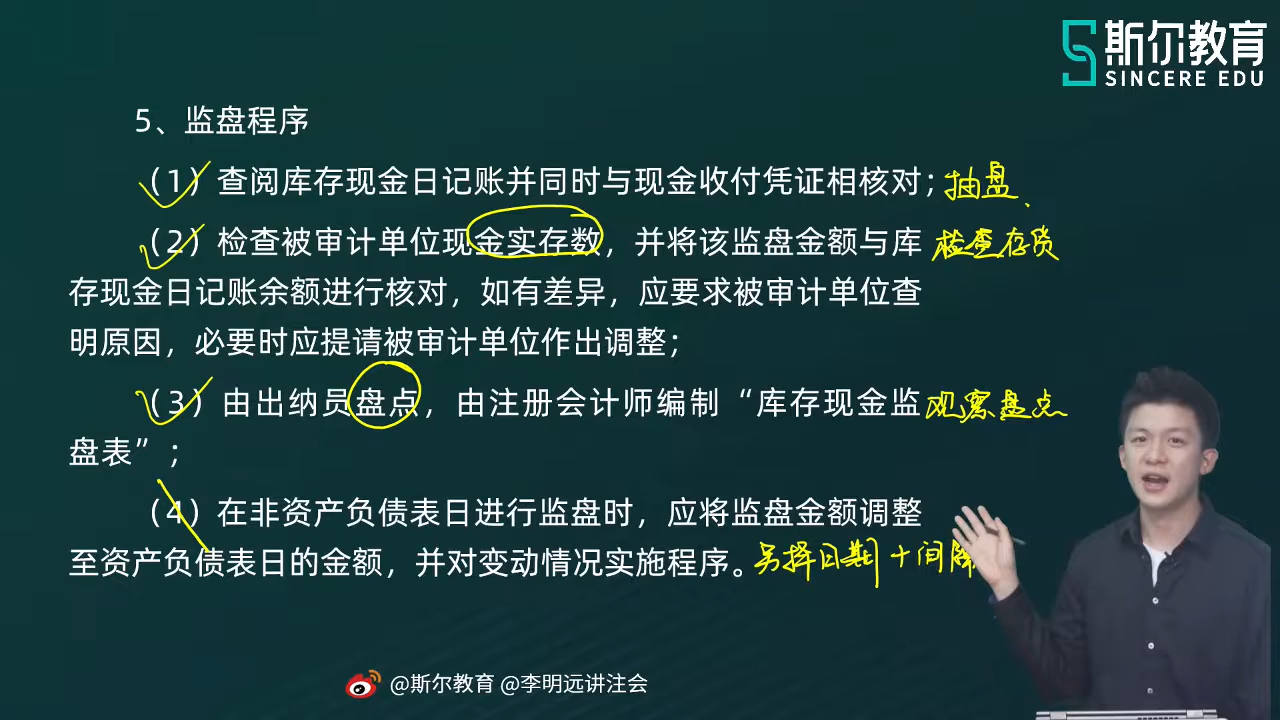 斯尔教育
SINCERE EDU
5、监盘程序
（1）查阅库存现金日记账并同时与现金收付凭证相核对；抽盘、
（2）检查被审计单位现金实存数，并将该监盘金额与库 检查存货
存现金日记账余额进行核对，如有差异，应要求被审计单位查
明原因，必要时应提请被审计单位作出调整；
（3）由出纳员盘点，由注册会计师编制“库存现金监 观察盘点
盘表”；
（4）在非资产负债表日进行监盘时，应将监盘金额调整
至资产负债表日的金额，并对变动情况实施程序。另择日期 +间
@斯尔教育 @李明远讲注会